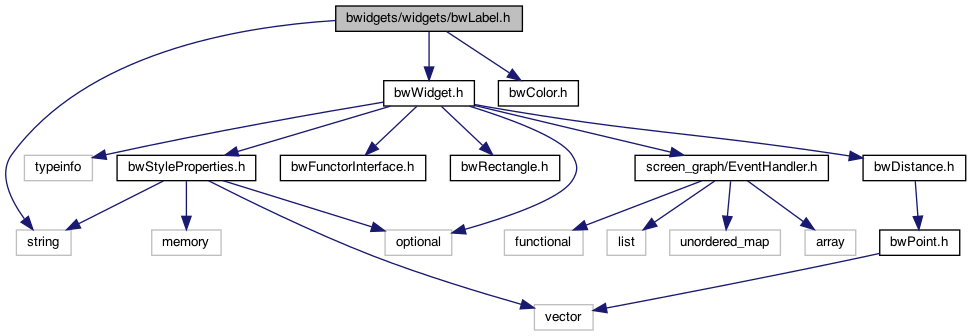 bwidgets/widgets/bwLabel.h
bwWidget.h
bwColor.h
typeinfo
bwStyleProperties.h
bwFunctorInterface.h
bwRectangle.h
screen_graph/EventHandler.h
bwDistance.h
string
memory
optional
functional
list
unordered_map
array
bwPoint.h
vector